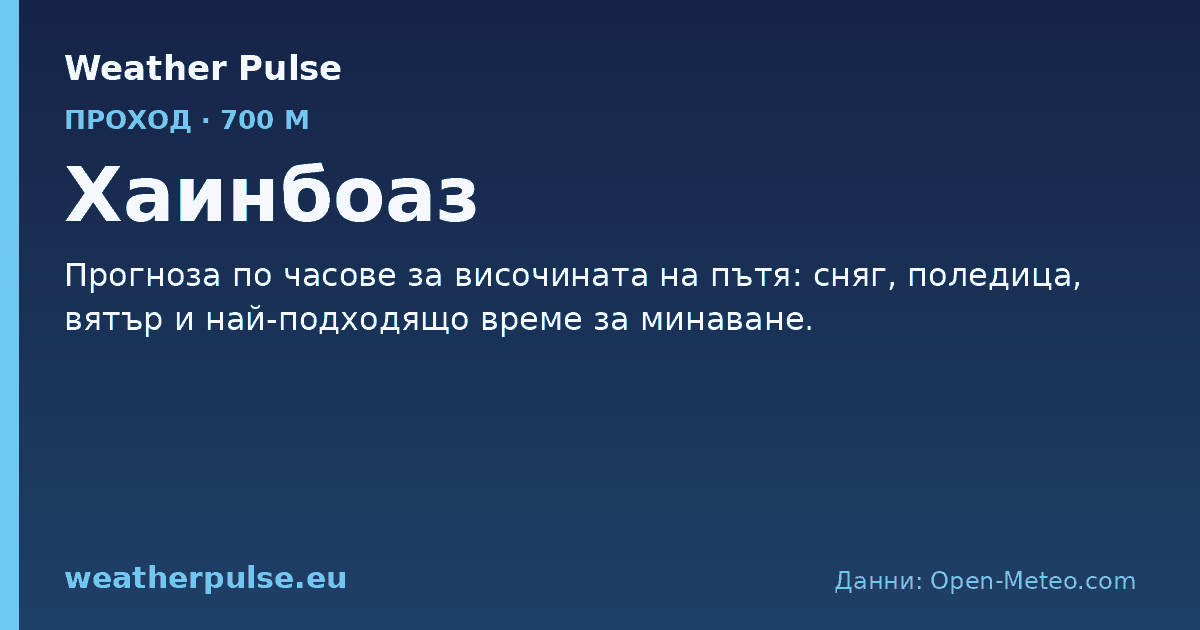 Weather Pulse
ПРОХОД · 700 М
Хаинбоаз
Прогноза по часове за височината на пътя: сняг, поледица,
вятър и най-подходящо време за минаване.
weatherpulse.eu
Данни: Open-Meteo.com